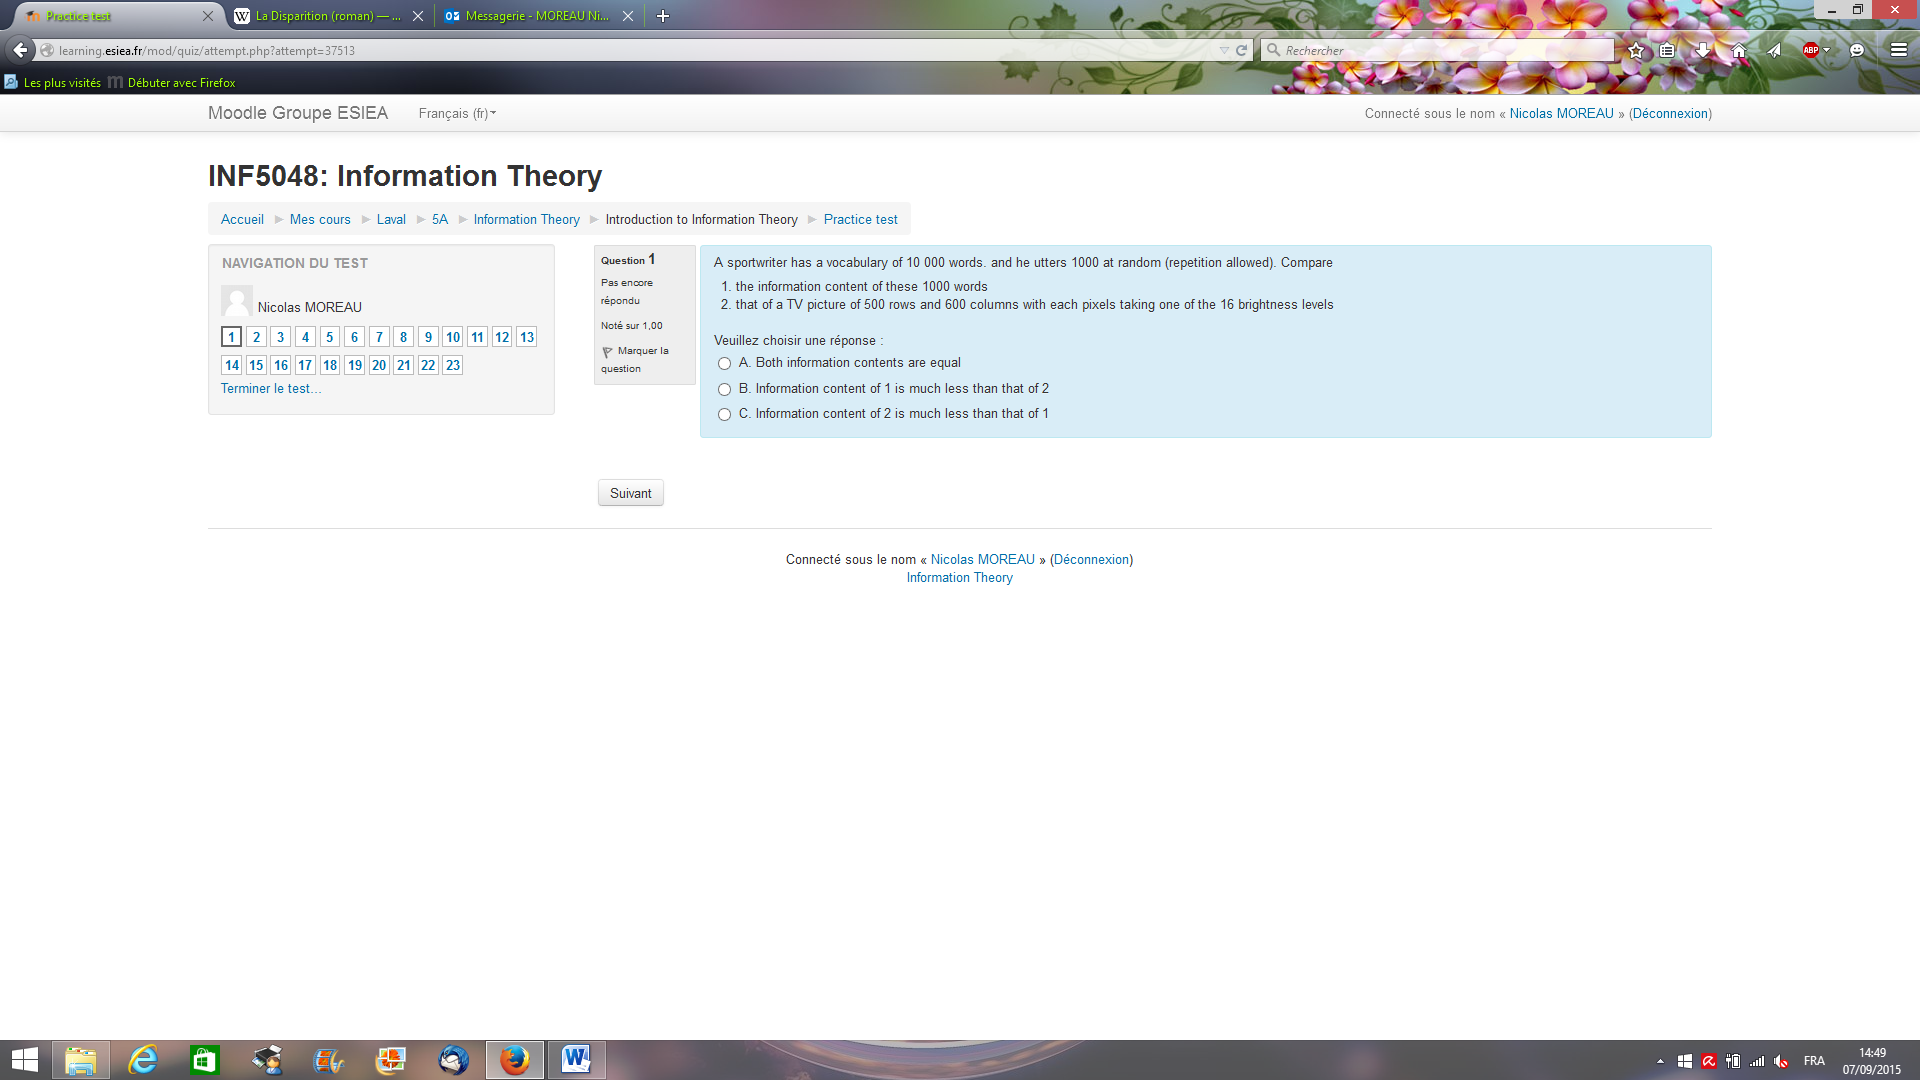 Practice test
La Disparition (roman) — ...
Messagerie - MOREAU Ni...
learning.esiea.fr/mod/quiz/attempt.php?attempt=37513
Rechercher
ABP
Les plus visités
Débuter avec Firefox
Moodle Groupe ESIEA
Français (fr)
Connecté sous le nom « Nicolas MOREAU » (Déconnexion)
INF5048: Information Theory
Accueil ► Mes cours ► Laval ► 5A ► Information Theory ► Introduction to Information Theory ► Practice test
NAVIGATION DU TEST
Nicolas MOREAU
1 2 3 4 5 6 7 8 9 10 11 12 13
14 15 16 17 18 19 20 21 22 23
Terminer le test...
Question 1
Pas encore
répondu
Noté sur 1,00
Marquer la
question
A sportwriter has a vocabulary of 10 000 words. and he utters 1000 at random (repetition allowed). Compare
1. the information content of these 1000 words
2. that of a TV picture of 500 rows and 600 columns with each pixels taking one of the 16 brightness levels
Veuillez choisir une réponse :
A. Both information contents are equal
B. Information content of 1 is much less than that of 2
C. Information content of 2 is much less than that of 1
Suivant
Connecté sous le nom « Nicolas MOREAU » (Déconnexion)
Information Theory
FRA
14:49
07/09/2015